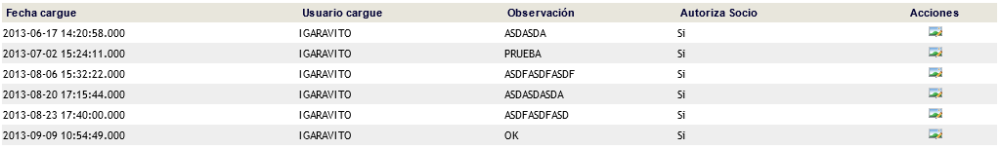 Fecha cargue Usuario cargue Observación Autoriza Socio Acciones
2013-06-17 14:20:58.000 IGARAVITO ASDASDA Si
2013-07-02 15:24:11.000 IGARAVITO PRUEBA Si
2013-08-06 15:32:22.000 IGARAVITO ASDFASDFASDF Si
2013-08-20 17:15:44.000 IGARAVITO ASDASDASDA Si
2013-08-23 17:40:00.000 IGARAVITO ASDFASDFASD Si
2013-09-09 10:54:49.000 IGARAVITO OK Si